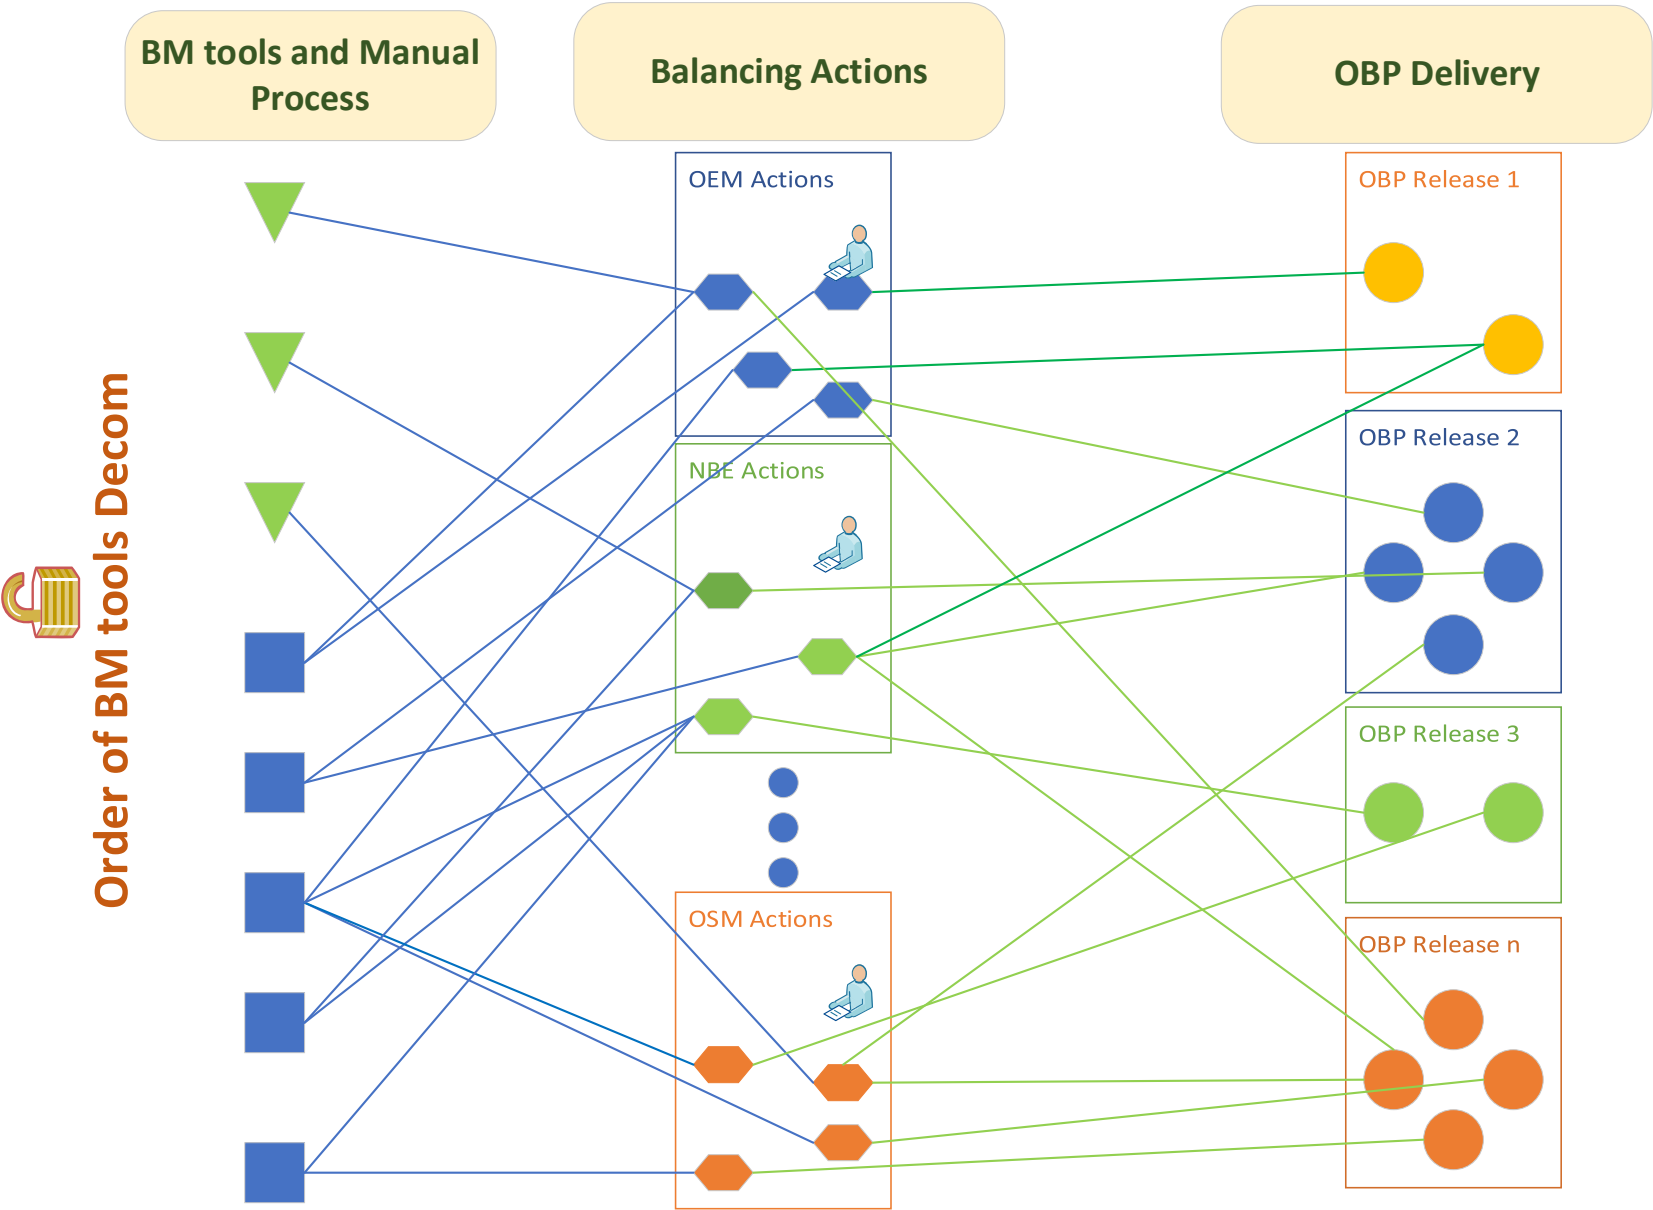 BM tools and Manual
Process
Balancing Actions
OBP Delivery
Order of BM tools Decom
OEM Actions
NBE Actions
OSM Actions
OBP Release 1
OBP Release 2
OBP Release 3
OBP Release n